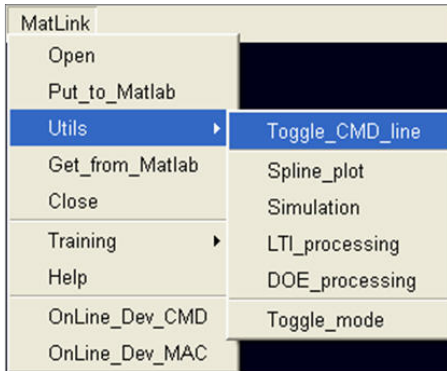 MatLink
Open
Put_to_Matlab
Utils
Get_from_Matlab
Close
Training
Help
OnLine_Dev_CMD
OnLine_Dev_MAC
Toggle_CMD_line
Spline_plot
Simulation
LTI_processing
DOE_processing
Toggle_mode